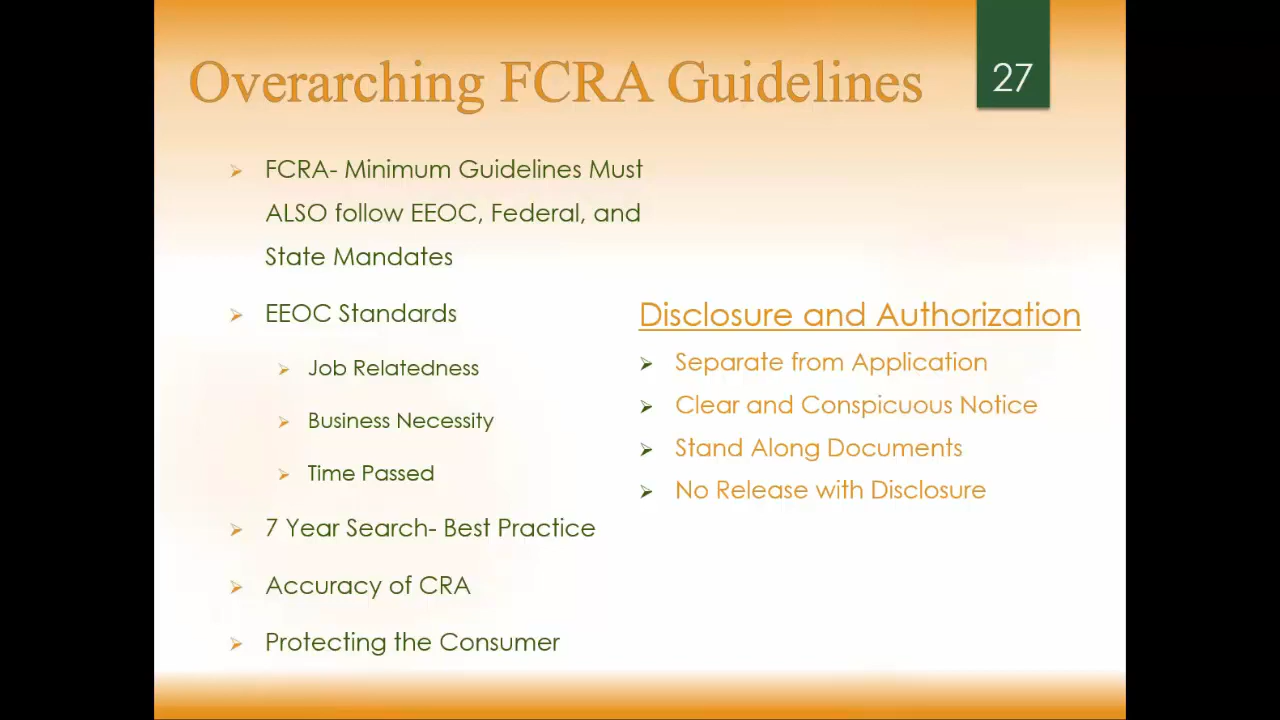 Overarching FCRA Guidelines
27
FCRA- Minimum Guidelines Must
ALSO follow EEOC, Federal, and
State Mandates
EEOC Standards
Job Relatedness
Business Necessity
Time Passed
7 Year Search- Best Practice
Accuracy of CRA
Protecting the Consumer
Disclosure and Authorization
Separate from Application
Clear and Conspicuous Notice
Stand Along Documents
No Release with Disclosure